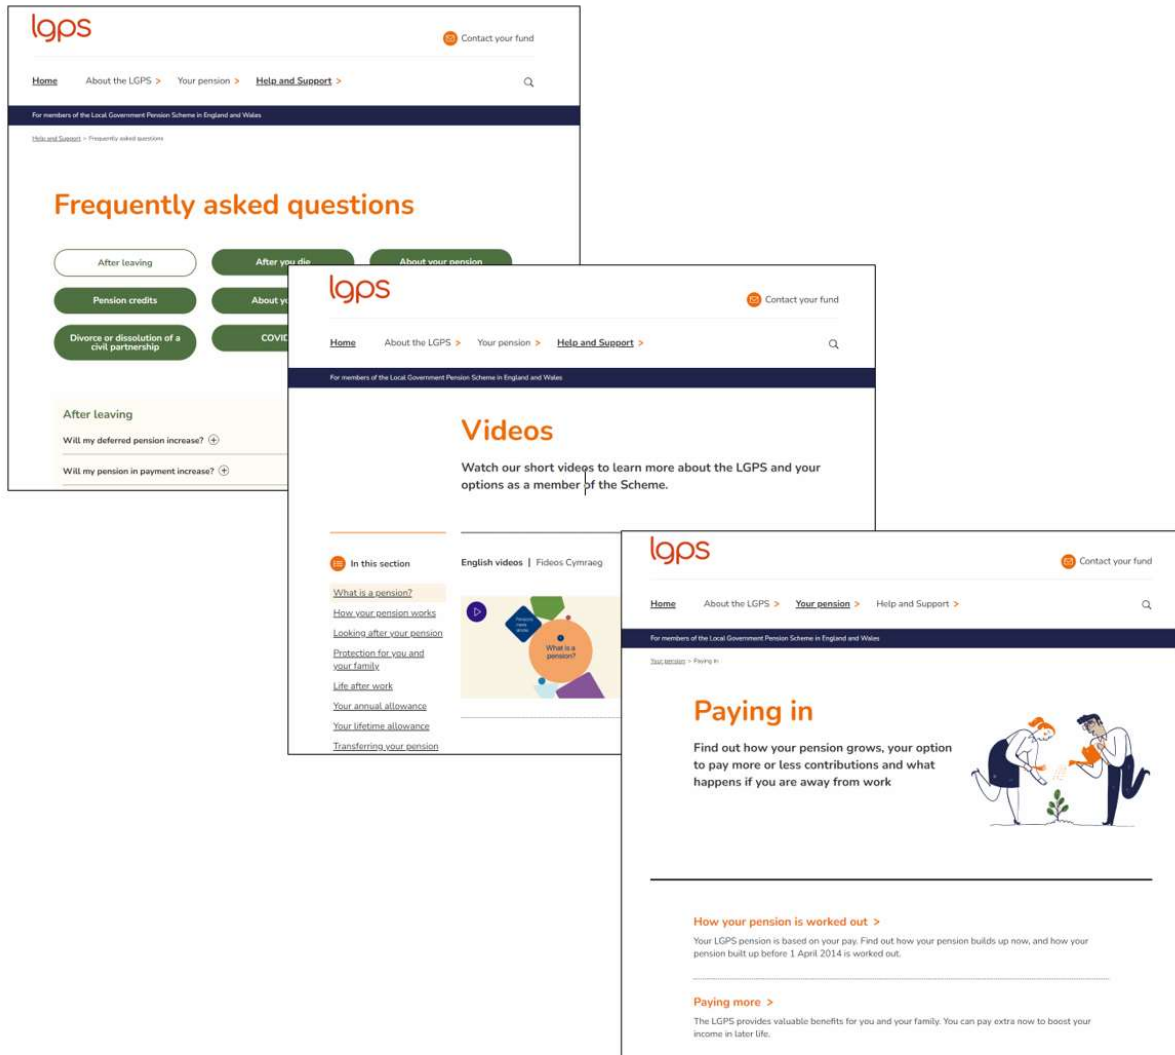 lgps
Contact your fund
Home About the LGPS > Your pension > Help and Support >
For members of the Local Government Pension Scheme in England and Wales
Help and Support > Frequently asked questions
Frequently asked questions
After leaving After you die About your pension
Pension credits About yo
Divorce or dissolution of a
civil partnership
COVID
After leaving
Will my deferred pension increase?
Will my pension in payment increase?
lgps
Contact your fund
Home About the LGPS > Your pension > Help and Support >
For members of the Local Government Pension Scheme in England and Wales
Videos
Watch our short videos to learn more about the LGPS and your
options as a member of the Scheme.
In this section
What is a pension?
How your pension works
Looking after your pension
Protection for you and
your family
Life after work
Your annual allowance
Your lifetime allowance
Transferring your pension
English videos | Fideos Cymraeg
Pensions
made
simple
What is a
pension?
lgps
Contact your fund
Home About the LGPS > Your pension > Help and Support >
For members of the Local Government Pension Scheme in England and Wales
Your pension > Paying in
Paying in
Find out how your pension grows, your option
to pay more or less contributions and what
happens if you are away from work
How your pension is worked out >
Your LGPS pension is based on your pay. Find out how your pension builds up now, and how your
pension built up before 1 April 2014 is worked out.
Paying more >
The LGPS provides valuable benefits for you and your family. You can pay extra now to boost your
income in later life.